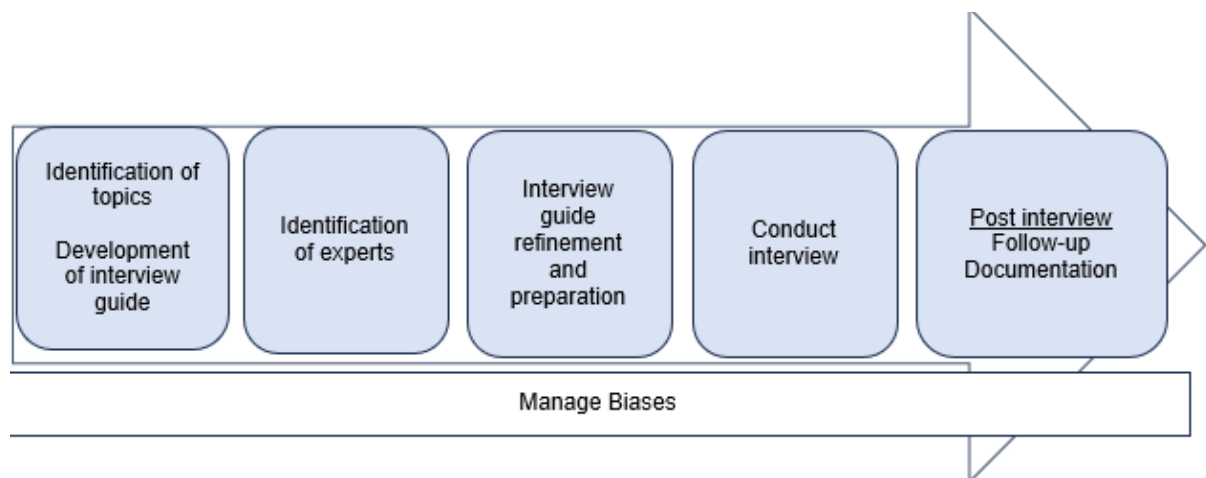 Identification of
topics
Development
of interview
guide
Identification
of experts
Interview
guide
refinement
and
preparation
Conduct
interview
Post interview
Follow-up
Documentation
Manage Biases